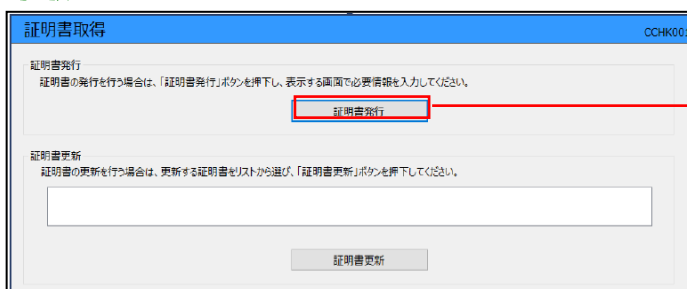 証明書取得
CCHK00
証明書発行
証明書の発行を行う場合は、「証明書発行」ボタンを押下し、表示する画面で必要情報を入力してください。
証明書発行
証明書更新
証明書の更新を行う場合は、更新する証明書をリストから選び、「証明書更新」ボタンを押下してください。
証明書更新